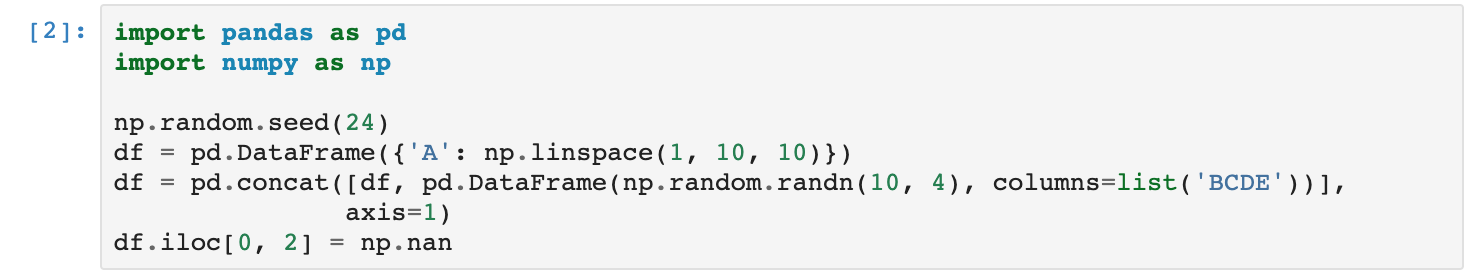 [2]: import pandas as pd
import numpy as np
np.random.seed(24)
df = pd.DataFrame({'A': np.linspace(1, 10, 10)})
df = pd.concat([df, pd.DataFrame(np.random.randn(10, 4), columns=list('BCDE'))],
axis=1)
df.iloc[0, 2] = np.nan